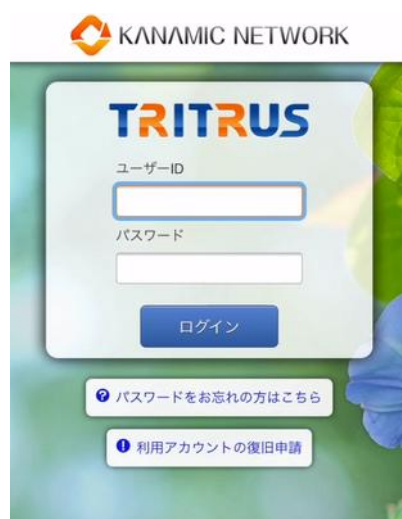 KANAMIC NETWORK
TRITRUS
ユーザーID
パスワード
ログイン
パスワードをお忘れの方はこちら
利用アカウントの復旧申請